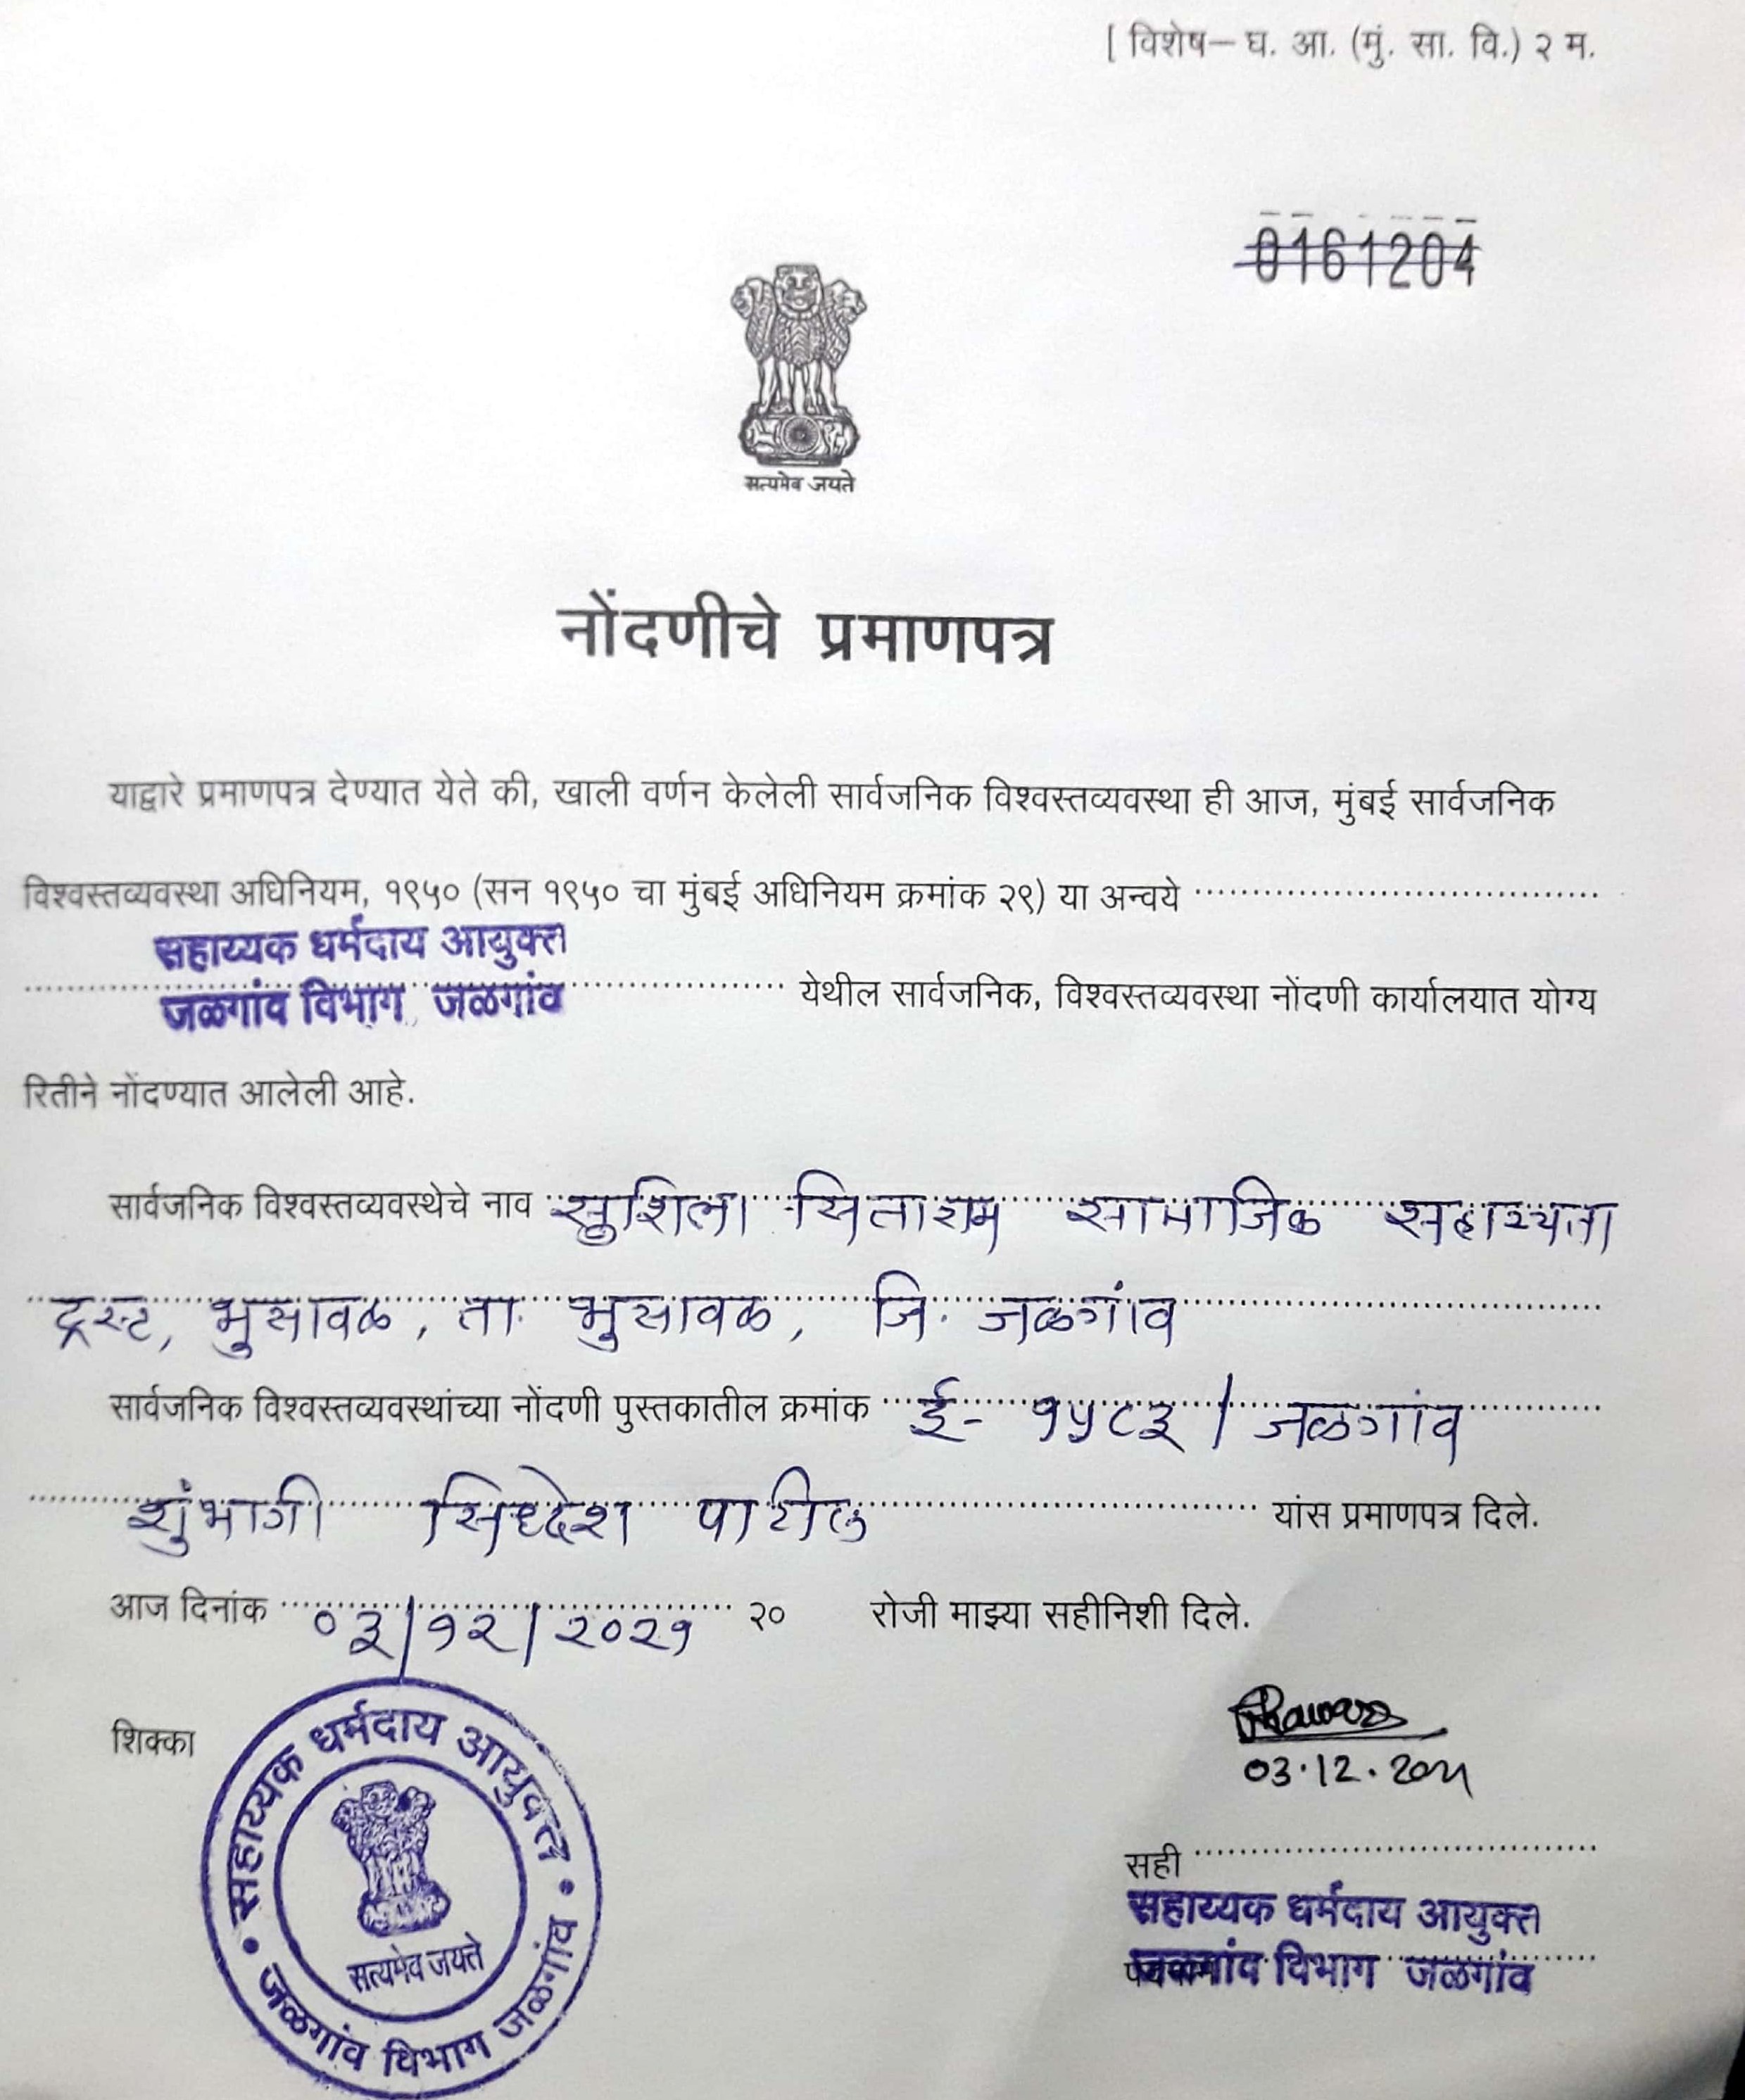 [ विशेष— घ. आ. (मुं. सा. वि.) २ म.
0161204
सत्यमेव जयते
नोंदणीचे प्रमाणपत्र
याद्वारे प्रमाणपत्र देण्यात येते की, खाली वर्णन केलेली सार्वजनिक विश्वस्तव्यवस्था ही आज, मुंबई सार्वजनिक
विश्वस्तव्यवस्था अधिनियम, १९५० (सन १९५० चा मुंबई अधिनियम क्रमांक २९) या अन्वये
सहाय्यक धर्मदाय आयुक्त
जळगांव विभाग जळगांव येथील सार्वजनिक, विश्वस्तव्यवस्था नोंदणी कार्यालयात योग्य
रितीने नोंदण्यात आलेली आहे.
सार्वजनिक विश्वस्तव्यवस्थेचे नाव सुशिला सिताराम सामाजिक सहाय्यता
ट्रस्ट, भुसावळ, ता. भुसावळ, जि. जळगांव
सार्वजनिक विश्वस्तव्यवस्थांच्या नोंदणी पुस्तकातील क्रमांक ई- १५८३ / जळगांव
शुंभागी सिध्देश पाटील यांस प्रमाणपत्र दिले.
आज दिनांक ०३/१२/२०२१ २० रोजी माझ्या सहीनिशी दिले.
शिक्का
सहाय्यक धर्मदाय आयुक्त
सत्यमेव जयते
जळगांव विभाग जळगांव
03.12.2021
सही
सहाय्यक धर्मदाय आयुक्त
जळगांव विभाग जळगांव